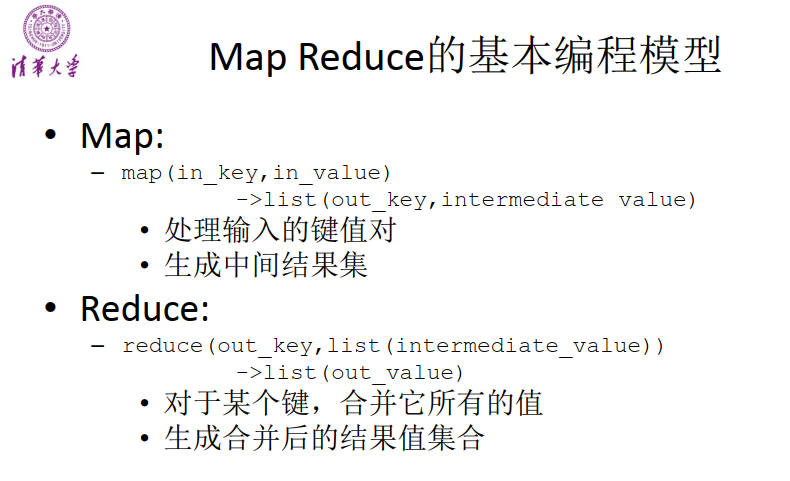 清华大学
Map Reduce的基本编程模型
• Map:
– map(in_key,in_value)
->list(out_key,intermediate value)
• 处理输入的键值对
• 生成中间结果集
• Reduce:
– reduce(out_key,list(intermediate_value))
->list(out_value)
• 对于某个键，合并它所有的值
• 生成合并后的结果值集合